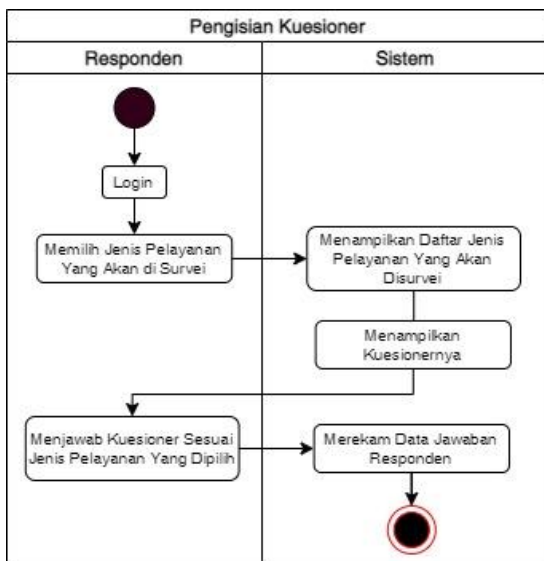 Pengisian Kuesioner
Responden
Sistem
Login
Memilih Jenis Pelayanan
Yang Akan di Survei
Menampilkan Daftar Jenis
Pelayanan Yang Akan
Disurvei
Menampilkan
Kuesionernya
Menjawab Kuesioner Sesuai
Jenis Pelayanan Yang Dipilih
Merekam Data Jawaban
Responden